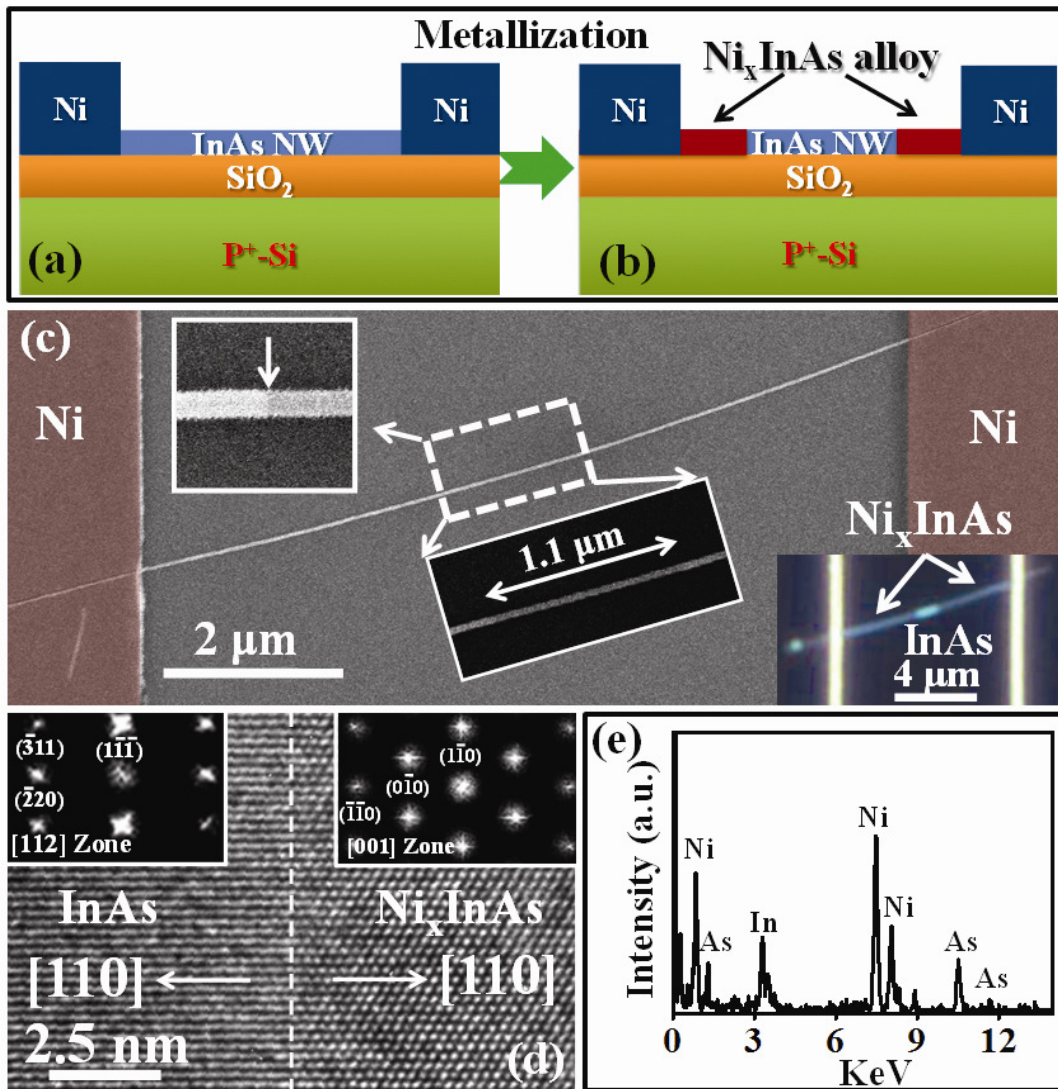 Metallization
Ni
Ni
InAs NW
SiO₂
P⁺-Si
(a)
NiₓInAs alloy
Ni
Ni
InAs NW
SiO₂
P⁺-Si
(b)
(c)
Ni
Ni
1.1 μm
2 μm
NiₓInAs
InAs
4 μm
(3̅11)
(11̅1̅)
(2̅20)
[112] Zone
(11̅0)
(01̅0)
(1̅1̅0)
[001] Zone
InAs
NiₓInAs
[110]
[110]
2.5 nm
(d)
(e)
Intensity (a.u.)
Ni
As
In
Ni
Ni
As
As
0 3 6 9 12
KeV